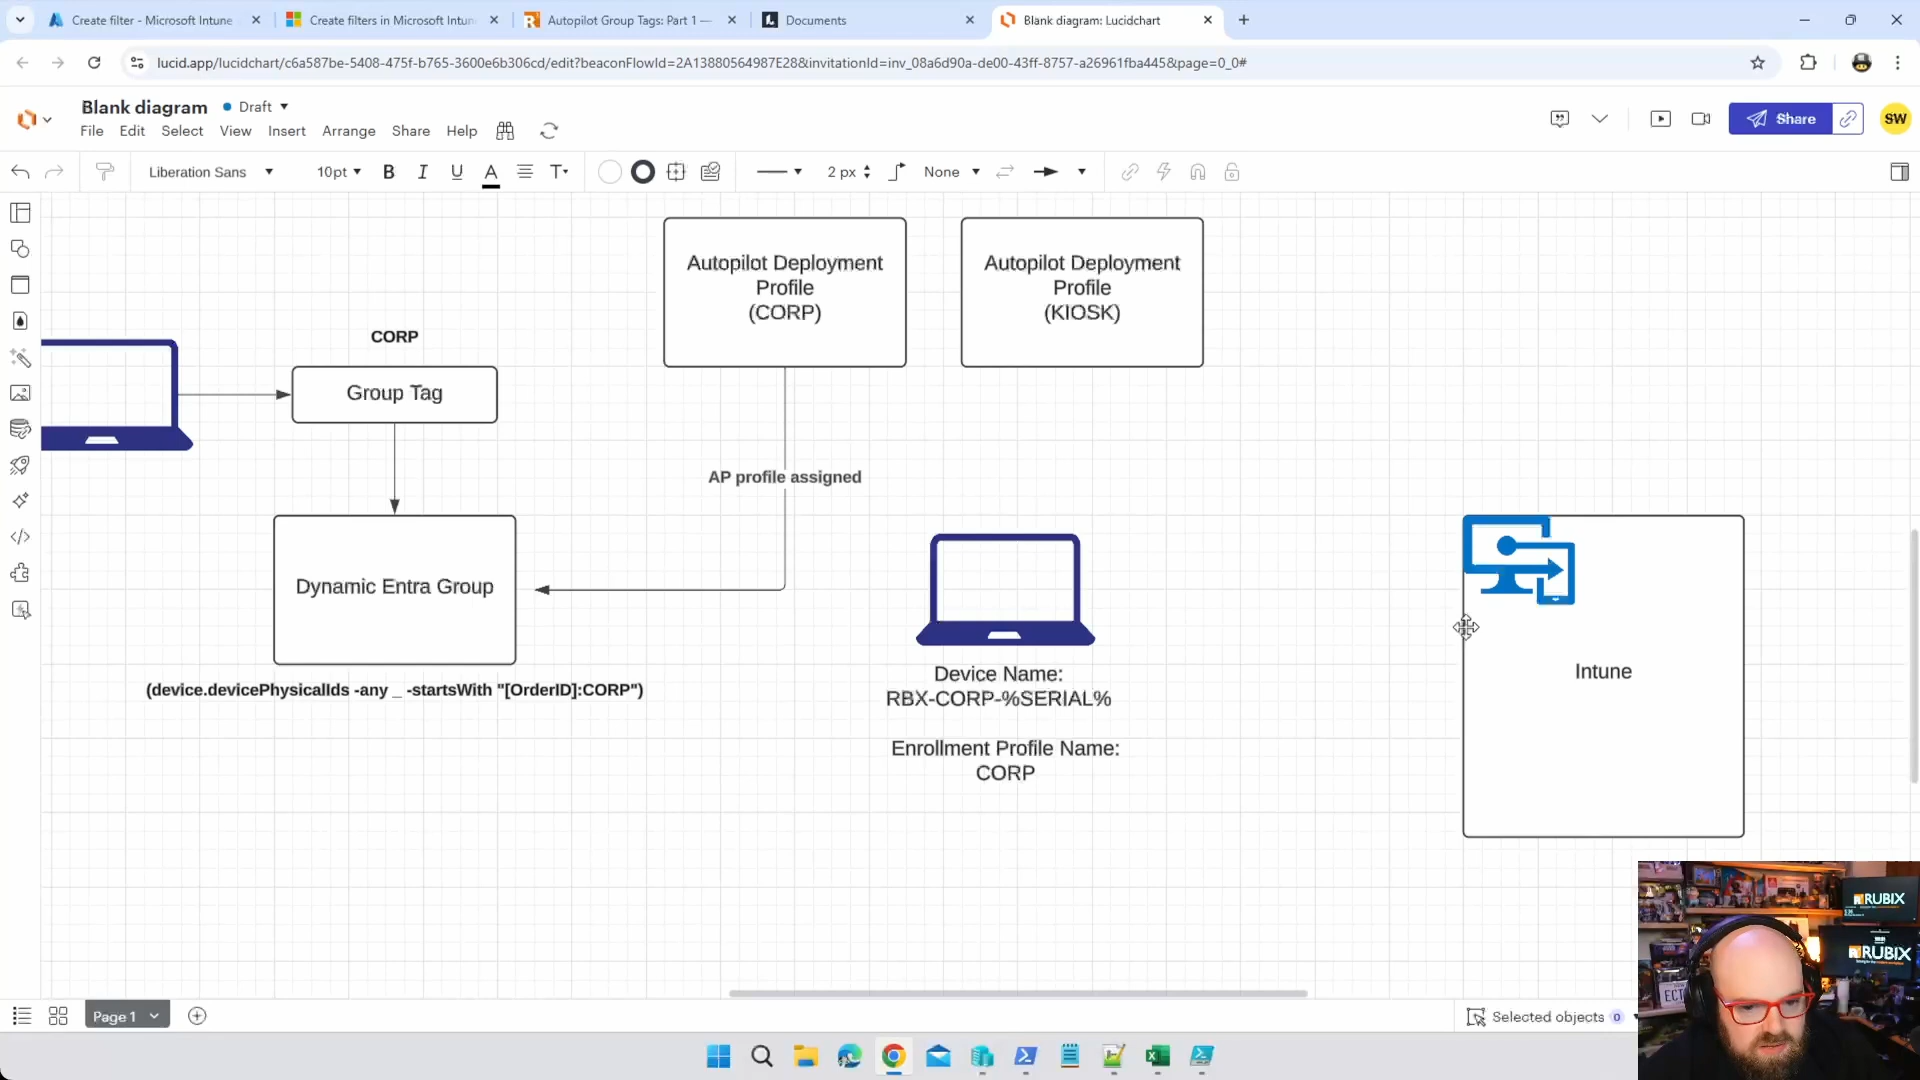 Create filter - Microsoft Intune
Create filters in Microsoft Intun
Autopilot Group Tags: Part 1 —
Documents
Blank diagram: Lucidchart
lucid.app/lucidchart/c6a587be-5408-475f-b765-3600e6b306cd/edit?beaconFlowId=2A13880564987E28&invitationId=inv_08a6d90a-de00-43ff-8757-a26961fba445&page=0_0#
Blank diagram
Draft
File Edit Select View Insert Arrange Share Help
Share
SW
Liberation Sans
10pt
B I U A
2 px
None
Autopilot Deployment
Profile
(CORP)
Autopilot Deployment
Profile
(KIOSK)
CORP
Group Tag
AP profile assigned
Dynamic Entra Group
(device.devicePhysicalIds -any _ -startsWith "[OrderID]:CORP")
Device Name:
RBX-CORP-%SERIAL%
Enrollment Profile Name:
CORP
Intune
RUBIX
RUBIX
Page 1
Selected objects 0